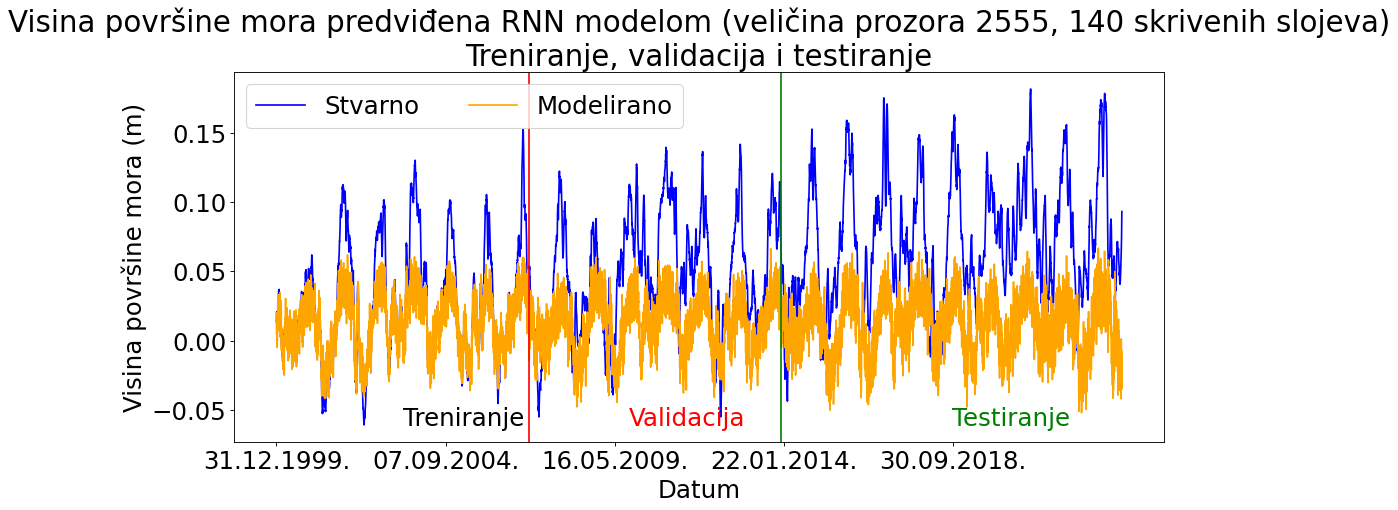 Visina površine mora predviđena RNN modelom (veličina prozora 2555, 140 skrivenih slojeva)
Treniranje, validacija i testiranje
Stvarno
Modelirano
Visina površine mora (m)
0.15
0.10
0.05
0.00
−0.05
Treniranje
Validacija
Testiranje
31.12.1999.
07.09.2004.
16.05.2009.
22.01.2014.
30.09.2018.
Datum